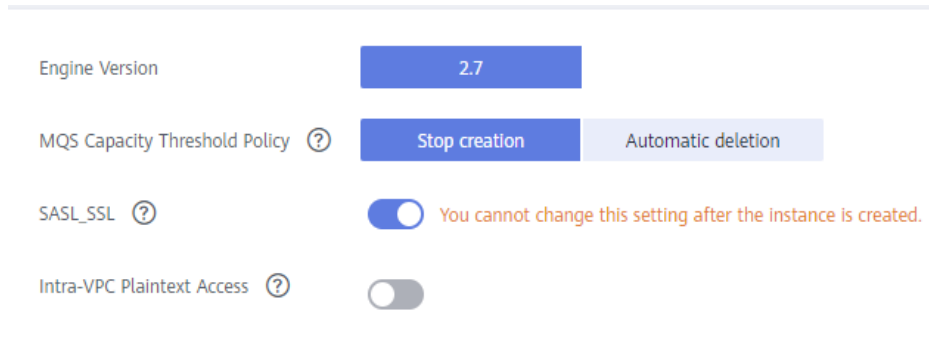 Engine Version 2.7
MQS Capacity Threshold Policy ? Stop creation Automatic deletion
SASL_SSL ? You cannot change this setting after the instance is created.
Intra-VPC Plaintext Access ?